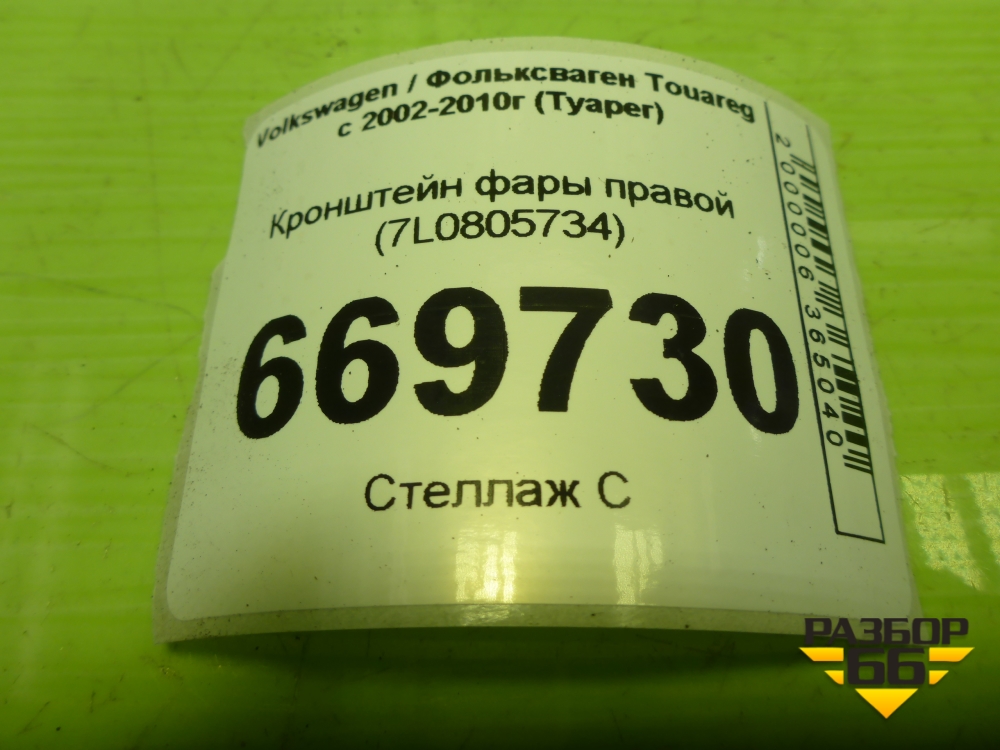 Volkswagen / Фольксваген Touareg
с 2002-2010г (Туарег)
Кронштейн фары правой
(7L0805734)
669730
Стеллаж С
2000006365040
РАЗБОР
66